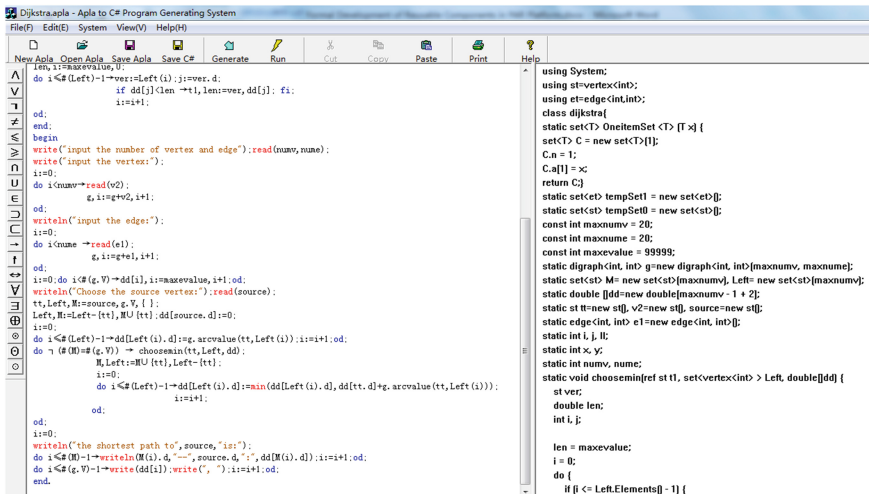 Dijkstra.apla - Apla to C# Program Generating System
File(F) Edit(E) System View(V) Help(H)
New Apla Open Apla Save Apla Save C# Generate Run Cut Copy Paste Print Help
len,i:=maxevalue,0;
do i≤#(Left)-1→ver:=Left(i);j:=ver.d;
if dd[j]<len →t1,len:=ver,dd[j]; fi;
i:=i+1;
od;
end;
begin
write("input the number of vertex and edge");read(numv,nume);
write("input the vertex:");
i:=0;
do i<numv→read(v2);
g,i:=g+v2,i+1;
od;
writeln("input the edge:");
i:=0;
do i<nume →read(e1);
g,i:=g+e1,i+1;
od;
i:=0;do i<#(g.V)→dd[i],i:=maxevalue,i+1;od;
writeln("Choose the source vertex:");read(source);
tt,Left,M:=source,g.V,{ };
Left,M:=Left-{tt},M∪{tt};dd[source.d]:=0;
i:=0;
do i≤#(Left)-1→dd[Left(i).d]:=g.arcvalue(tt,Left(i));i:=i+1;od;
do ┐(#(M)=#(g.V)) → choosemin(tt,Left,dd);
M,Left:=M∪{tt},Left-{tt};
i:=0;
do i≤#(Left)-1→dd[Left(i).d]:=min(dd[Left(i).d],dd[tt.d]+g.arcvalue(tt,Left(i)));
i:=i+1;
od;
od;
i:=0;
writeln("the shortest path to",source,"is:");
do i≤#(M)-1→writeln(M(i).d,"--",source.d,":",dd[M(i).d]);i:=i+1;od;
do i≤#(g.V)-1→write(dd[i]);write(", ");i:=i+1;od;
end.
∧
∨
┐
≠
≤
≥
∩
∪
∈
⊃
⊂
→
↑
↔
∀
∃
⊕
⊙
Θ
⊙
using System;
using st=vertex<int>;
using et=edge<int,int>;
class dijkstra{
static set<T> OneitemSet <T> (T x) {
set<T> C = new set<T>(1);
C.n = 1;
C.a[1] = x;
return C;}
static set<et> tempSet1 = new set<et>();
static set<st> tempSet0 = new set<st>();
const int maxnumv = 20;
const int maxnume = 20;
const int maxevalue = 99999;
static digraph<int, int> g=new digraph<int, int>(maxnumv, maxnume);
static set<st> M= new set<st>(maxnumv), Left= new set<st>(maxnumv);
static double []dd=new double[maxnumv - 1 + 2];
static st tt=new st(), v2=new st(), source=new st();
static edge<int, int> e1=new edge<int, int>();
static int i, j, ll;
static int x, y;
static int numv, nume;
static void choosemin(ref st t1, set<vertex<int> > Left, double[]dd) {
st ver;
double len;
int i, j;
len = maxevalue;
i = 0;
do {
if (i <= Left.Elements() - 1) {